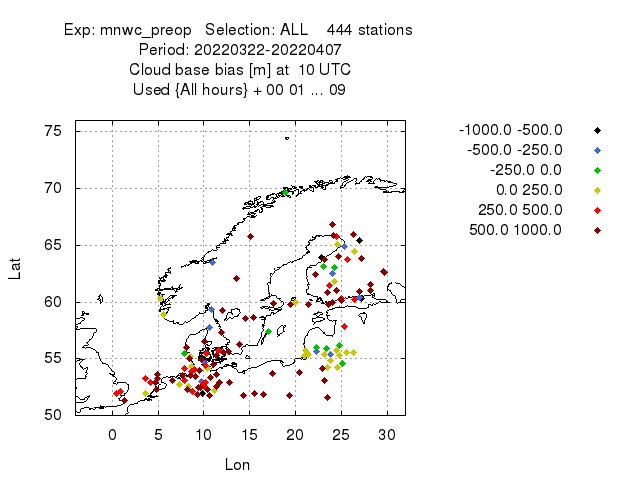 Exp: mnwc_preop   Selection: ALL    444 stations
Period: 20220322-20220407
Cloud base bias [m] at  10 UTC
Used {All hours} + 00 01 ... 09
-1000.0 -500.0
-500.0 -250.0
-250.0 0.0
0.0 250.0
250.0 500.0
500.0 1000.0
75
70
65
60
55
50
Lat
0 5 10 15 20 25 30
Lon